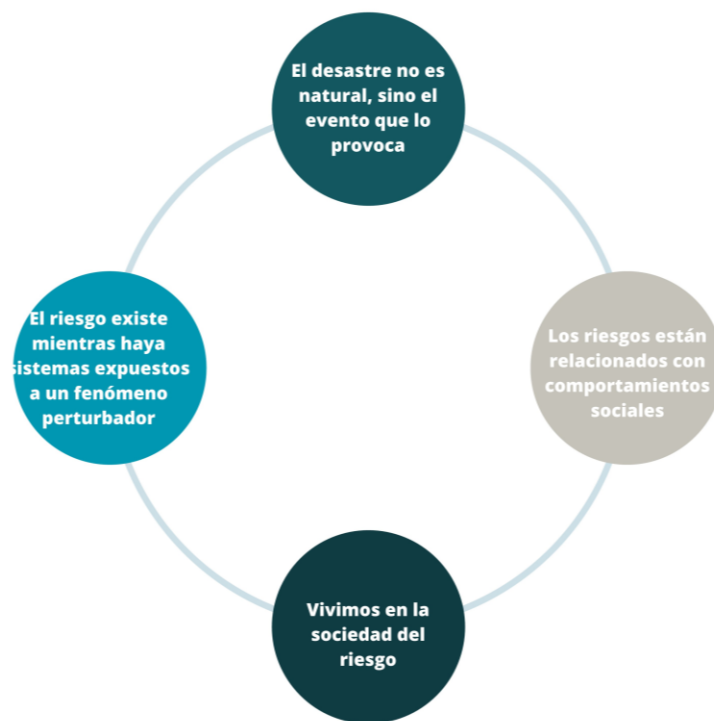 El desastre no es
natural, sino el
evento que lo
provoca
El riesgo existe
mientras haya
sistemas expuestos
a un fenómeno
perturbador
Los riesgos están
relacionados con
comportamientos
sociales
Vivimos en la
sociedad del
riesgo